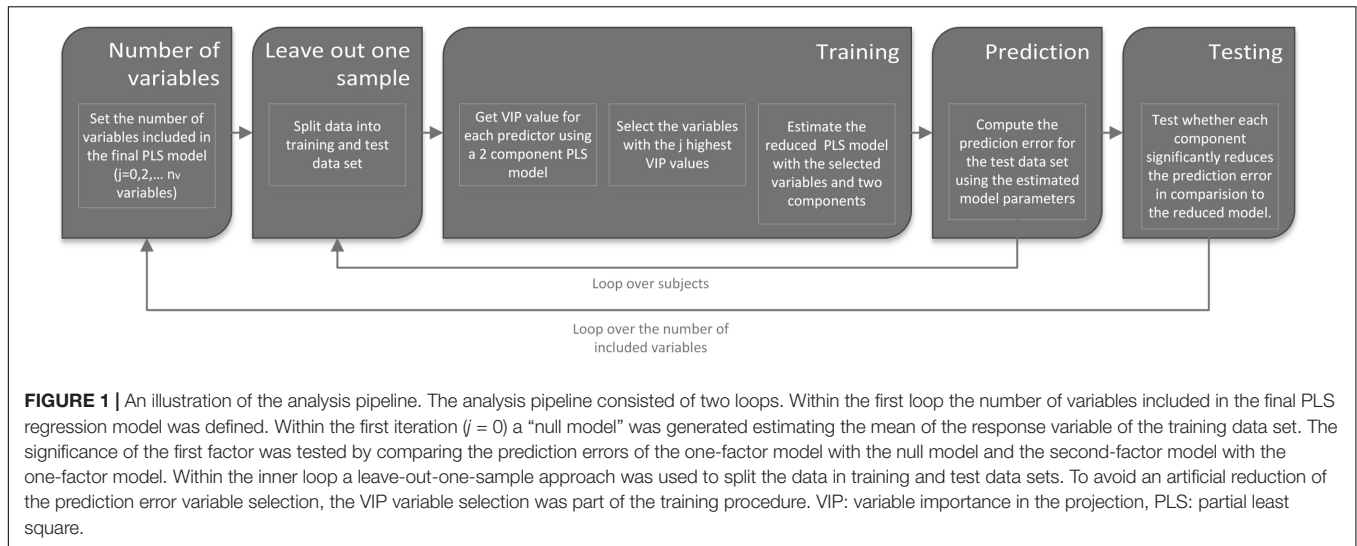 Number of
variables
Set the number of
variables included in
the final PLS model
(j=0,2,... nv
variables)
Leave out one
sample
Split data into
training and test
data set
Training
Get VIP value for
each predictor using
a 2 component PLS
model
Select the variables
with the j highest
VIP values
Estimate the
reduced PLS model
with the selected
variables and two
components
Prediction
Compute the
predicion error for
the test data set
using the estimated
model parameters
Testing
Test whether each
component
significantly reduces
the prediction error
in comparision to
the reduced model.
Loop over subjects
Loop over the number of
included variables
FIGURE 1 | An illustration of the analysis pipeline. The analysis pipeline consisted of two loops. Within the first loop the number of variables included in the final PLS
regression model was defined. Within the first iteration (j = 0) a “null model” was generated estimating the mean of the response variable of the training data set. The
significance of the first factor was tested by comparing the prediction errors of the one-factor model with the null model and the second-factor model with the
one-factor model. Within the inner loop a leave-out-one-sample approach was used to split the data in training and test data sets. To avoid an artificial reduction of
the prediction error variable selection, the VIP variable selection was part of the training procedure. VIP: variable importance in the projection, PLS: partial least
square.